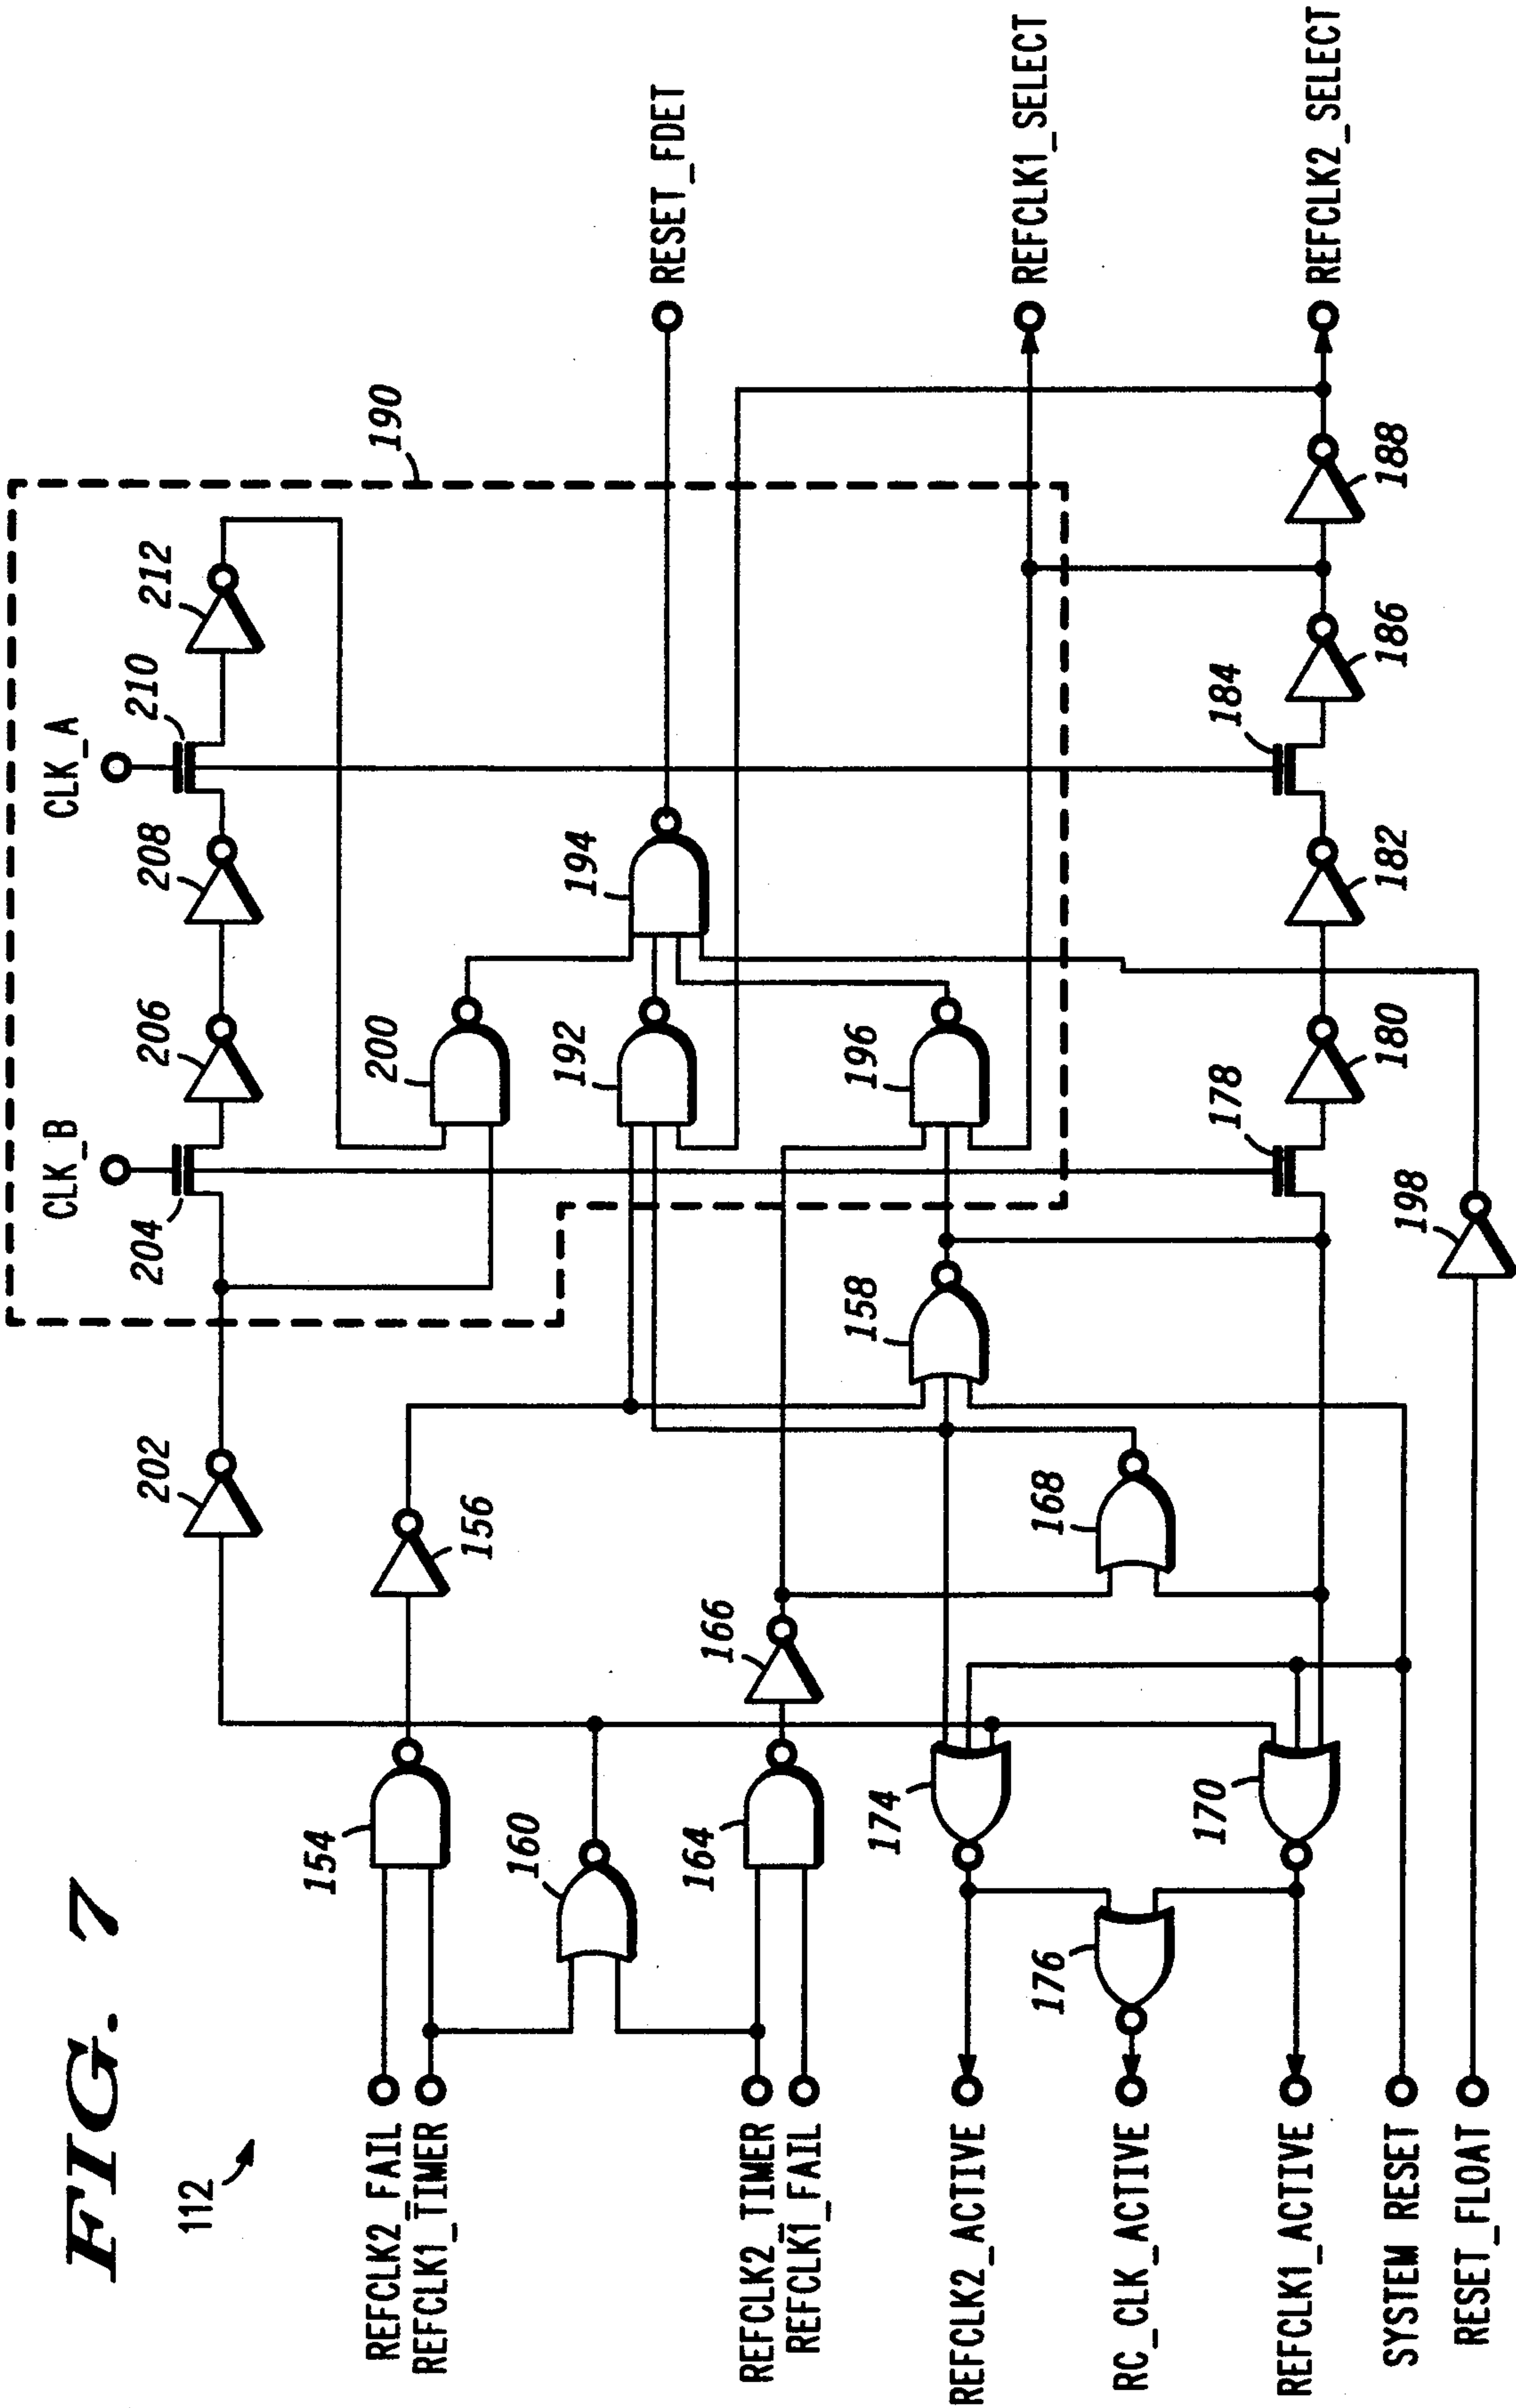 FIG. 7
112
CLK_B
CLK_A
190
202
204
206
208
210
212
RESET_FDET
REFCLK2_FAIL
REFCLK1_TIMER
154
156
160
200
192
194
REFCLK2_TIMER
REFCLK1_FAIL
164
166
196
158
168
REFCLK1_SELECT
REFCLK2_ACTIVE
174
RC_CLK_ACTIVE
176
REFCLK1_ACTIVE
170
178
180
182
184
186
188
REFCLK2_SELECT
SYSTEM RESET
RESET_FLOAT
198